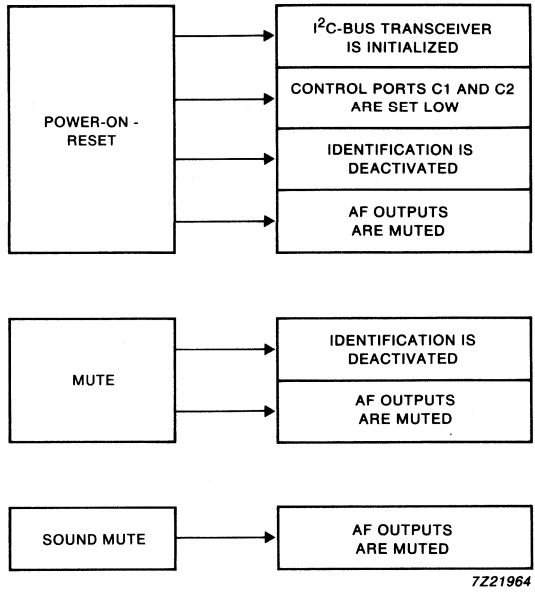 POWER-ON -
RESET
I²C-BUS TRANSCEIVER
IS INITIALIZED
CONTROL PORTS C1 AND C2
ARE SET LOW
IDENTIFICATION IS
DEACTIVATED
AF OUTPUTS
ARE MUTED
MUTE
IDENTIFICATION IS
DEACTIVATED
AF OUTPUTS
ARE MUTED
SOUND MUTE
AF OUTPUTS
ARE MUTED
7Z21964